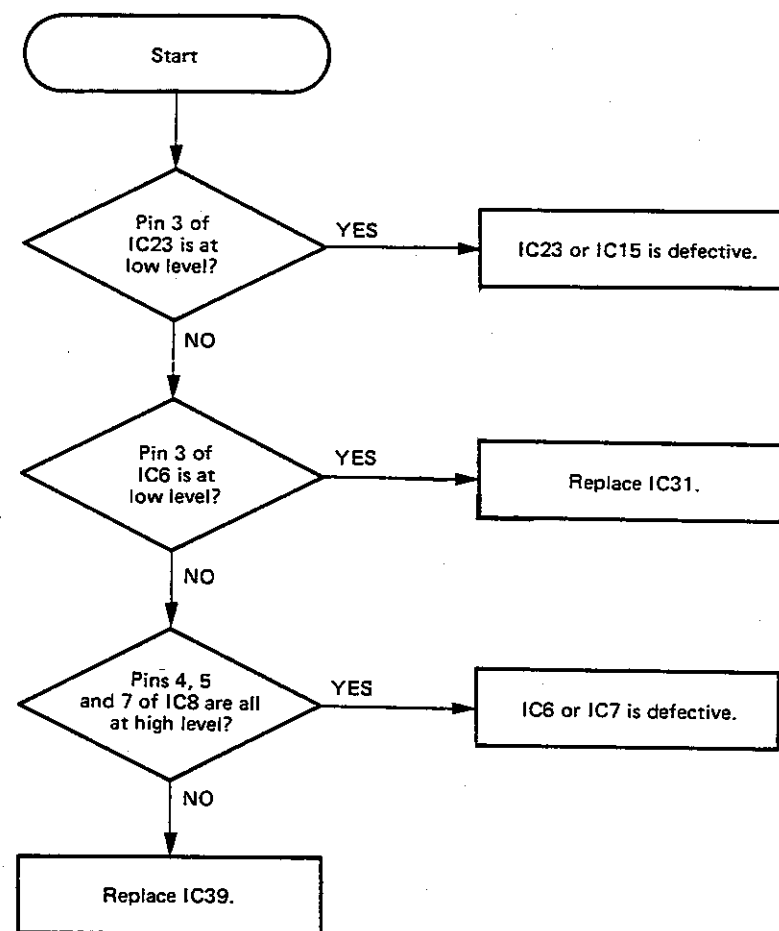 Start
Pin 3 of
IC23 is at
low level?
YES
IC23 or IC15 is defective.
NO
Pin 3 of
IC6 is at
low level?
YES
Replace IC31.
NO
Pins 4, 5
and 7 of IC8 are all
at high level?
YES
IC6 or IC7 is defective.
NO
Replace IC39.